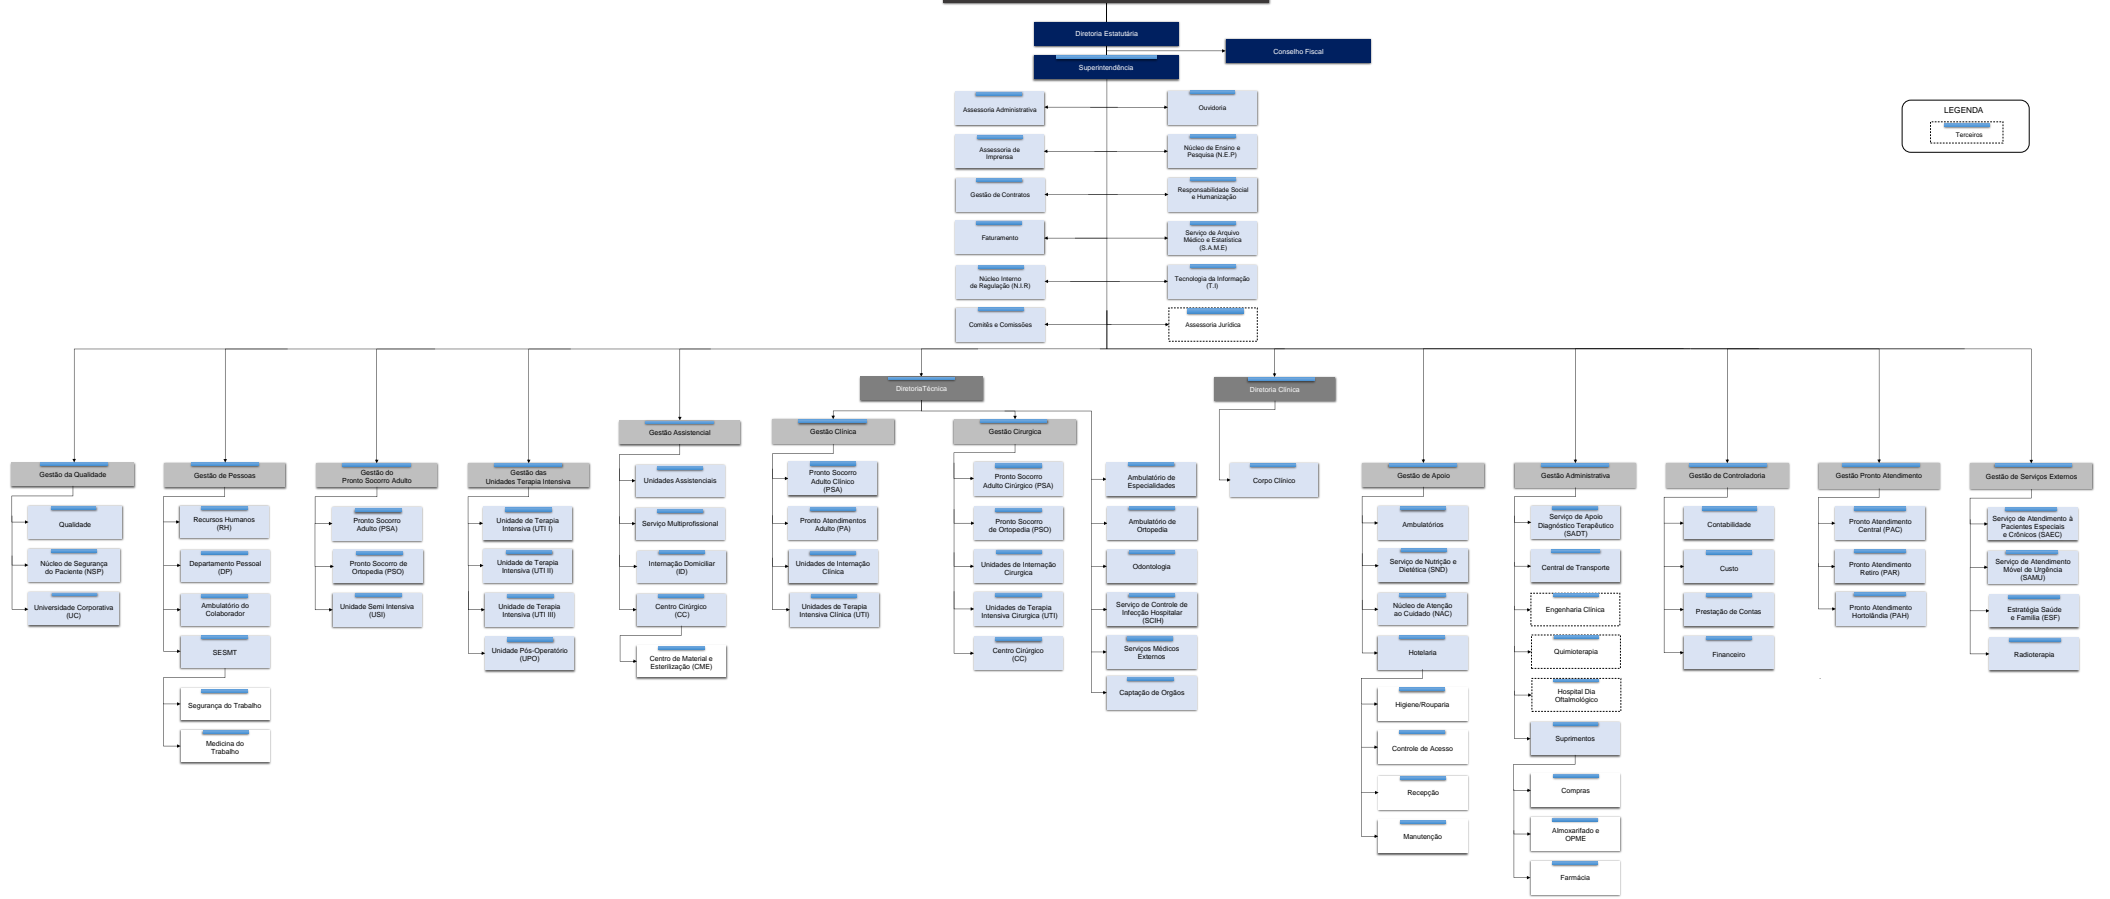 Diretoria Estatutária
Conselho Fiscal
Superintendência
Assessoria Administrativa
Ouvidoria
LEGENDA
Terceiros
Assessoria de
Imprensa
Núcleo de Ensino e
Pesquisa (N.E.P)
Gestão de Contratos
Responsabilidade Social
e Humanização
Faturamento
Serviço de Arquivo
Médico e Estatística
(S.A.M.E)
Núcleo Interno
de Regulação (N.I.R)
Tecnologia da Informação
(T.I)
Comitês e Comissões
Assessoria Jurídica
DiretoriaTécnica
Diretoria Clínica
Gestão da Qualidade
Qualidade
Núcleo de Segurança
do Paciente (NSP)
Universidade Corporativa
(UC)
Gestão de Pessoas
Recursos Humanos
(RH)
Departamento Pessoal
(DP)
Ambulatório do
Colaborador
SESMT
Segurança do Trabalho
Medicina do
Trabalho
Gestão do
Pronto Socorro Adulto
Pronto Socorro
Adulto (PSA)
Pronto Socorro de
Ortopedia (PSO)
Unidade Semi Intensiva
(USI)
Gestão das
Unidades Terapia Intensiva
Unidade de Terapia
Intensiva (UTI I)
Unidade de Terapia
Intensiva (UTI II)
Unidade de Terapia
Intensiva (UTI III)
Unidade Pós-Operatório
(UPO)
Gestão Assistencial
Unidades Assistenciais
Serviço Multiprofissional
Internação Domiciliar
(ID)
Centro Cirúrgico
(CC)
Centro de Material e
Esterilização (CME)
Gestão Clínica
Pronto Socorro
Adulto Clínico
(PSA)
Pronto Atendimentos
Adulto (PA)
Unidades de Internação
Clínica
Unidades de Terapia
Intensiva Clínica (UTI)
Gestão Cirurgica
Pronto Socorro
Adulto Cirúrgico (PSA)
Pronto Socorro
de Ortopedia (PSO)
Unidades de Internação
Cirurgica
Unidades de Terapia
Intensiva Cirurgica (UTI)
Centro Cirúrgico
(CC)
Ambulatório de
Especialidades
Ambulatório de
Ortopedia
Odontologia
Serviço de Controle de
Infecção Hospitalar
(SCIH)
Serviços Médicos
Externos
Captação de Orgãos
Corpo Clínico
Gestão de Apoio
Ambulatórios
Serviço de Nutrição e
Dietética (SND)
Núcleo de Atenção
ao Cuidado (NAC)
Hotelaria
Higiene/Rouparia
Controle de Acesso
Recepção
Manutenção
Gestão Administrativa
Serviço de Apoio
Diagnóstico Terapêutico
(SADT)
Central de Transporte
Engenharia Clínica
Quimioterapia
Hospital Dia
Oftalmológico
Suprimentos
Compras
Almoxarifado e
OPME
Farmácia
Gestão de Controladoria
Contabilidade
Custo
Prestação de Contas
Financeiro
Gestão Pronto Atendimento
Pronto Atendimento
Central (PAC)
Pronto Atendimento
Retiro (PAR)
Pronto Atendimento
Hortolândia (PAH)
Gestão de Serviços Externos
Serviço de Atendimento à
Pacientes Especiais
e Crônicos (SAEC)
Serviço de Atendimento
Móvel de Urgência
(SAMU)
Estratégia Saúde
e Família (ESF)
Radioterapia